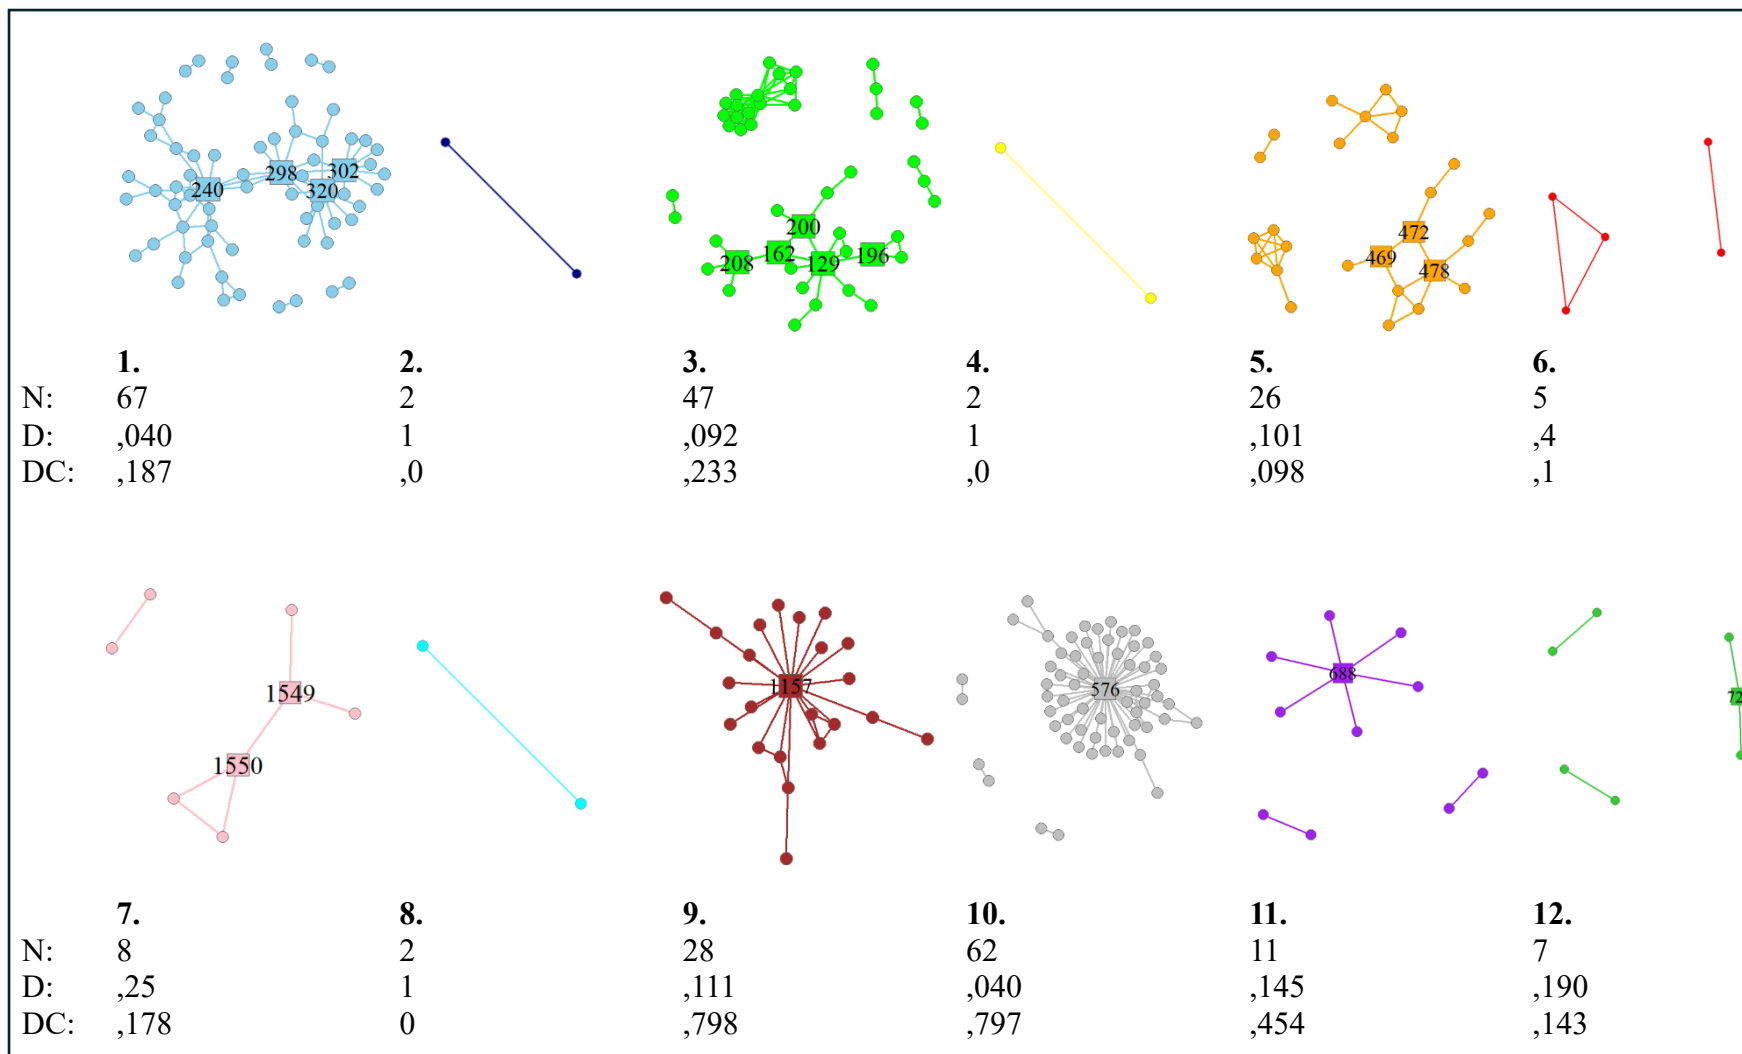 298
302
240
320
200
162
208
129
196
472
469
478
1. 2. 3. 4. 5. 6.
N: 67 2 47 2 26 5
D: ,040 1 ,092 1 ,101 ,4
DC: ,187 ,0 ,233 ,0 ,098 ,1
1549
1550
1157
576
688
72
7. 8. 9. 10. 11. 12.
N: 8 2 28 62 11 7
D: ,25 1 ,111 ,040 ,145 ,190
DC: ,178 0 ,798 ,797 ,454 ,143